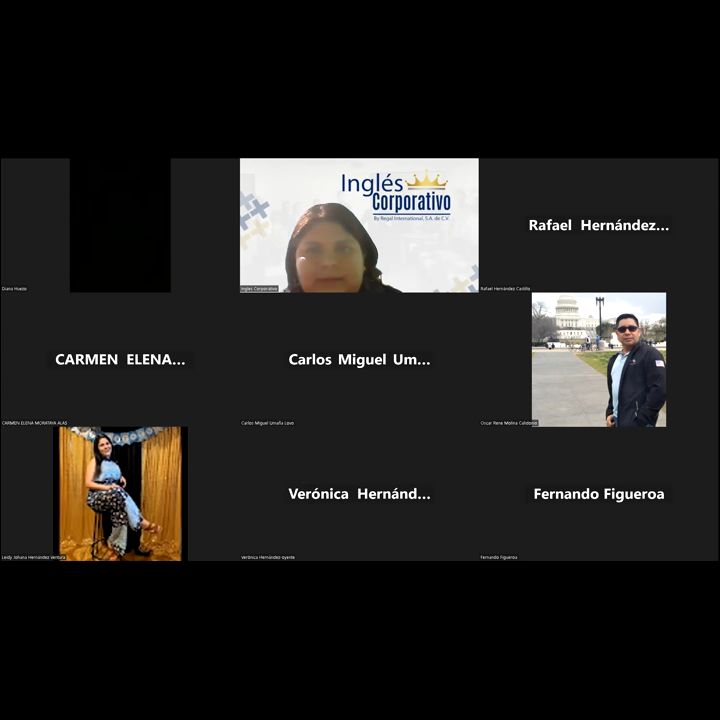 Inglés
Corporativo
By Regal International, S.A. de C.V.
Rafael Hernández...
Diana Huezo
Inglés Corporativo
Rafael Hernández Castillo
CARMEN ELENA...
Carlos Miguel Um...
CARMEN ELENA MORATAYA ALAS
Carlos Miguel Umaña Lovo
Oscar Rene Molina Calderón
Verónica Hernánd...
Fernando Figueroa
Leidy Johana Hernández Ventura
Verónica Hernández oyente
Fernando Figueroa